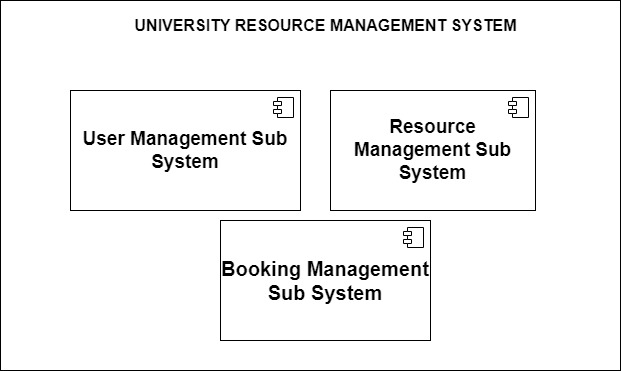 UNIVERSITY RESOURCE MANAGEMENT SYSTEM
User Management Sub
System
Resource
Management Sub
System
Booking Management
Sub System